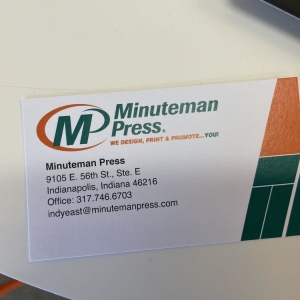 MP Minuteman
Press®
WE DESIGN, PRINT & PROMOTE...YOU!
Minuteman Press
9105 E. 56th St., Ste. E
Indianapolis, Indiana 46216
Office: 317.746.6703
indyeast@minutemanpress.com